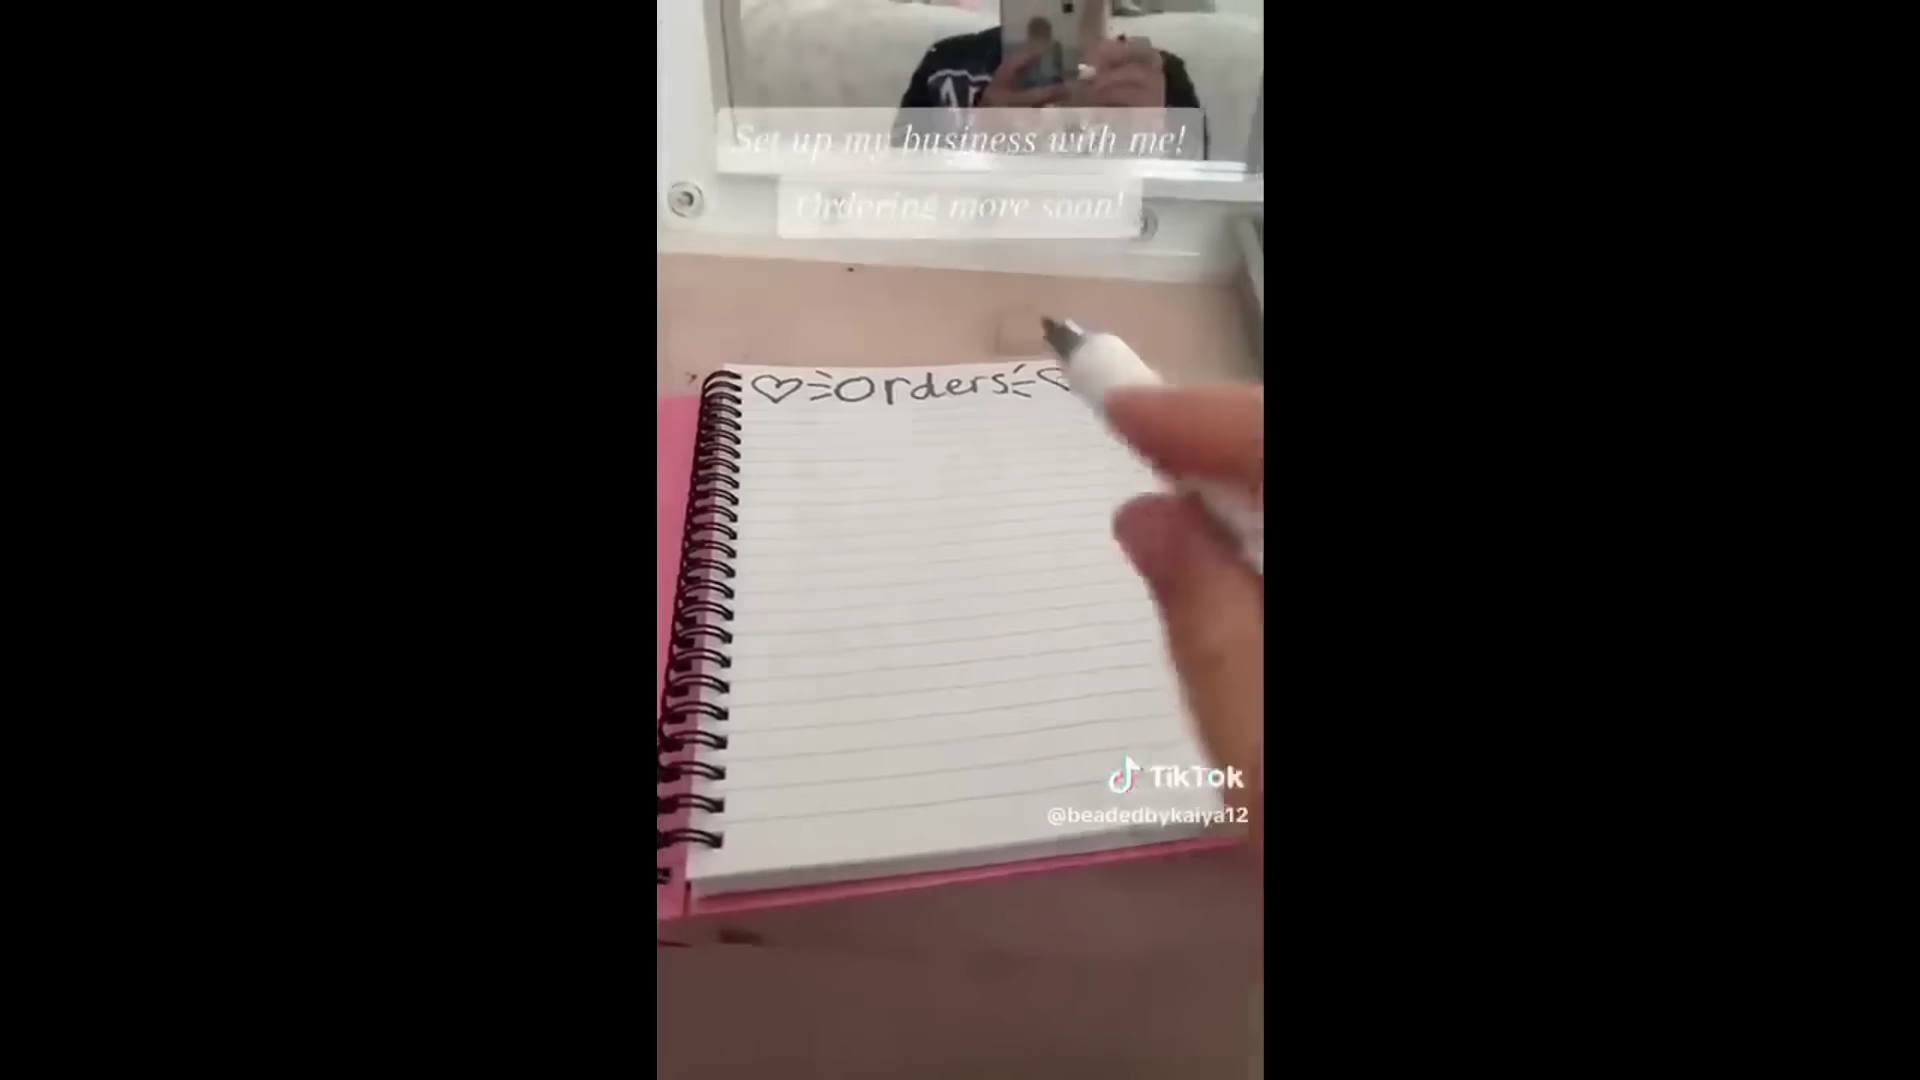 Set up my business with me!
Ordering more soon!
Orders
TikTok
@beadedbykaiya12